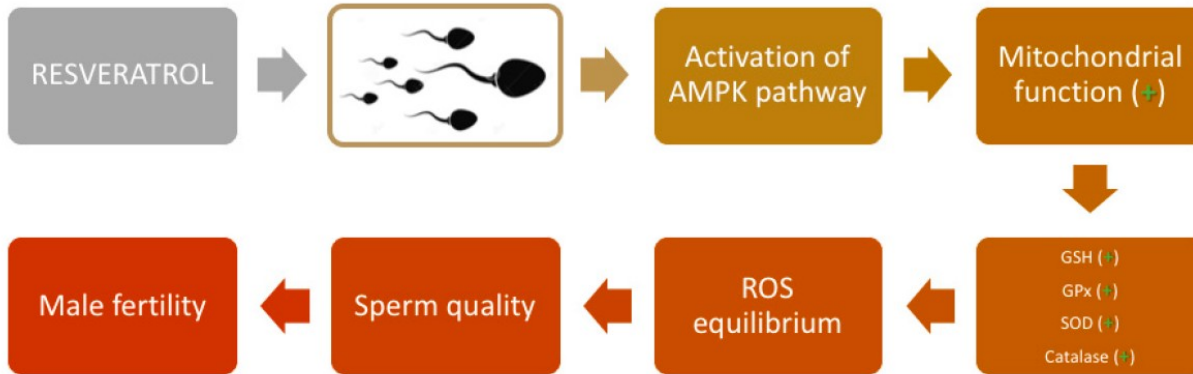 RESVERATROL
Activation of
AMPK pathway
Mitochondrial
function (+)
GSH (+)
GPx (+)
SOD (+)
Catalase (+)
ROS
equilibrium
Sperm quality
Male fertility